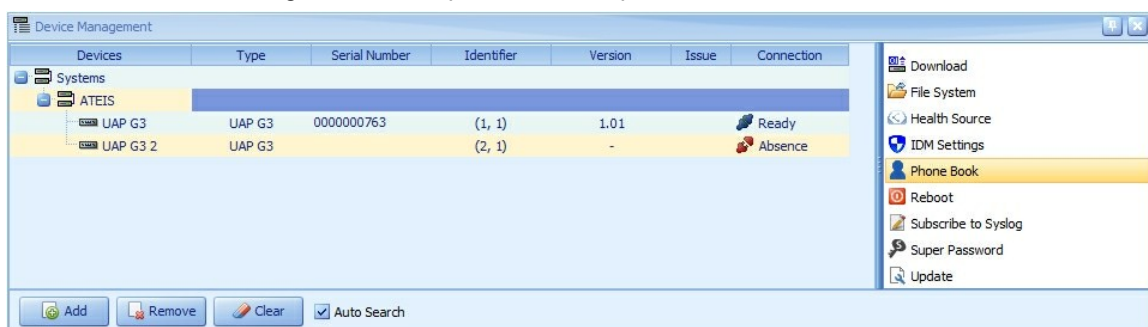 Device Management
Devices Type Serial Number Identifier Version Issue Connection
Systems
ATEIS
UAP G3 UAP G3 0000000763 (1, 1) 1.01 Ready
UAP G3 2 UAP G3 (2, 1) - Absence
Download
File System
Health Source
IDM Settings
Phone Book
Reboot
Subscribe to Syslog
Super Password
Update
Add Remove Clear Auto Search